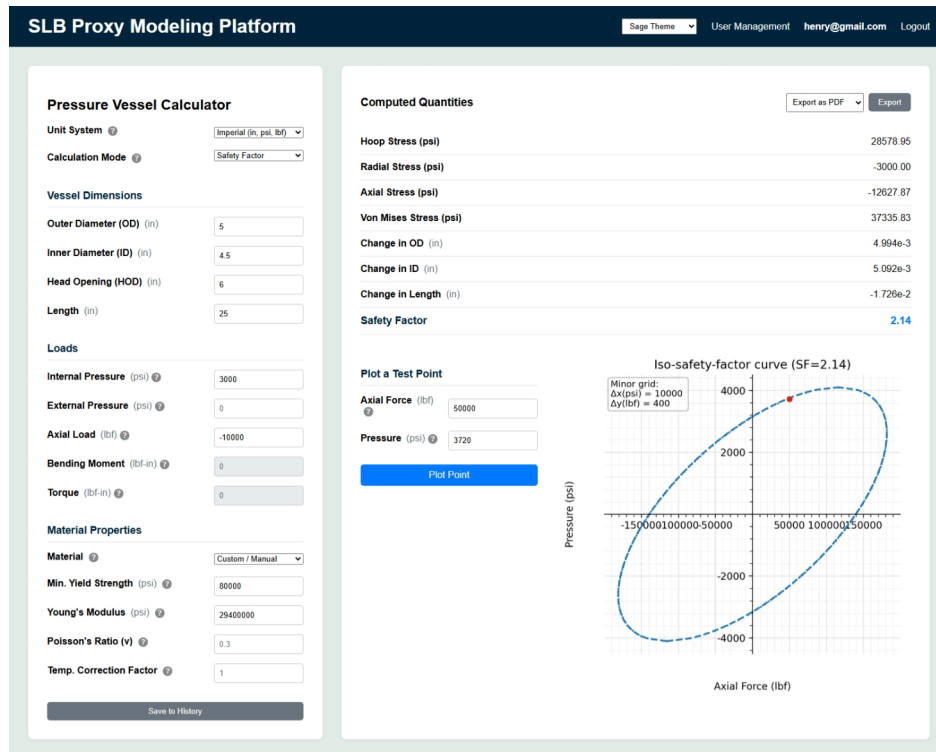 SLB Proxy Modeling Platform
Sage Theme
User Management
henry@gmail.com
Logout
Pressure Vessel Calculator
Unit System ?
Imperial (in, psi, lbf)
Calculation Mode ?
Safety Factor
Vessel Dimensions
Outer Diameter (OD) (in)
5
Inner Diameter (ID) (in)
4.5
Head Opening (HOD) (in)
6
Length (in)
25
Loads
Internal Pressure (psi) ?
3000
External Pressure (psi) ?
0
Axial Load (lbf) ?
-10000
Bending Moment (lbf-in) ?
0
Torque (lbf-in) ?
0
Material Properties
Material ?
Custom / Manual
Min. Yield Strength (psi) ?
80000
Young's Modulus (psi) ?
29400000
Poisson's Ratio (v) ?
0.3
Temp. Correction Factor ?
1
Save to History
Computed Quantities
Export as PDF
Export
Hoop Stress (psi) 28578.95
Radial Stress (psi) -3000.00
Axial Stress (psi) -12627.87
Von Mises Stress (psi) 37335.83
Change in OD (in) 4.994e-3
Change in ID (in) 5.092e-3
Change in Length (in) -1.726e-2
Safety Factor 2.14
Plot a Test Point
Axial Force (lbf)
?
50000
Pressure (psi) ?
3720
Plot Point
Iso-safety-factor curve (SF=2.14)
Minor grid:
Δx(psi) = 10000
Δy(lbf) = 400
4000
2000
-150000 -100000 -50000 50000 100000 150000
-2000
-4000
Pressure (psi)
Axial Force (lbf)